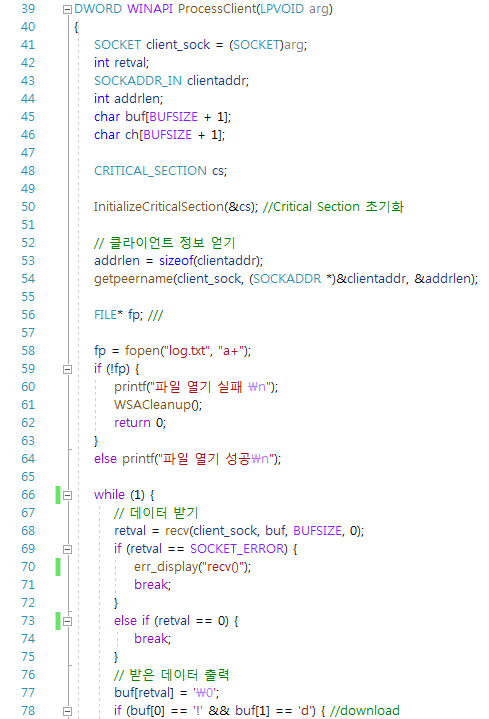 39 DWORD WINAPI ProcessClient(LPVOID arg)
40 {
41 SOCKET client_sock = (SOCKET)arg;
42 int retval;
43 SOCKADDR_IN clientaddr;
44 int addrlen;
45 char buf[BUFSIZE + 1];
46 char ch[BUFSIZE + 1];
47
48 CRITICAL_SECTION cs;
49
50 InitializeCriticalSection(&cs); //Critical Section 초기화
51
52 // 클라이언트 정보 얻기
53 addrlen = sizeof(clientaddr);
54 getpeername(client_sock, (SOCKADDR *)&clientaddr, &addrlen);
55
56 FILE* fp; ///
57
58 fp = fopen("log.txt", "a+");
59 if (!fp) {
60 printf("파일 열기 실패 ₩n");
61 WSACleanup();
62 return 0;
63 }
64 else printf("파일 열기 성공₩n");
65
66 while (1) {
67 // 데이터 받기
68 retval = recv(client_sock, buf, BUFSIZE, 0);
69 if (retval == SOCKET_ERROR) {
70 err_display("recv()");
71 break;
72 }
73 else if (retval == 0) {
74 break;
75 }
76 // 받은 데이터 출력
77 buf[retval] = '₩0';
78 if (buf[0] == '!' && buf[1] == 'd') { //download